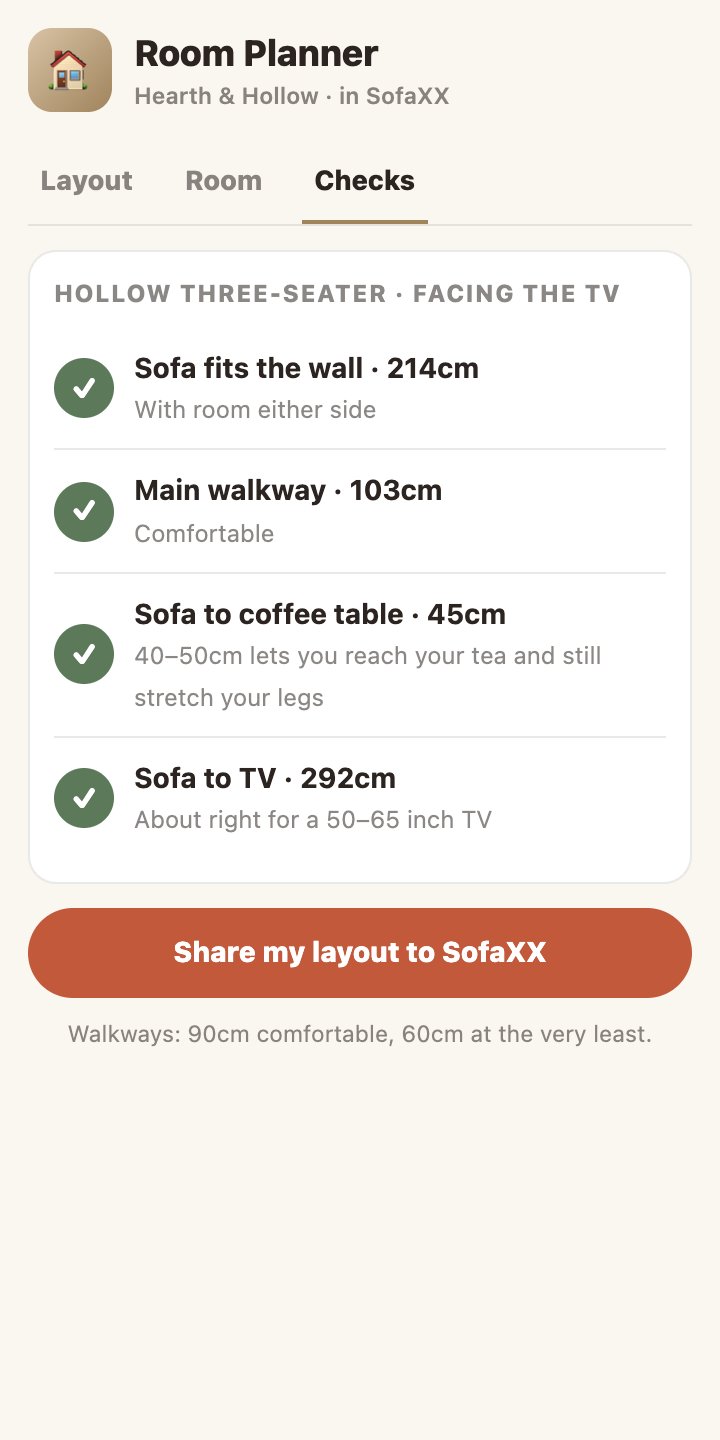 Room Planner
Hearth & Hollow · in SofaXX
Layout Room Checks
HOLLOW THREE-SEATER · FACING THE TV
Sofa fits the wall · 214cm
With room either side
Main walkway · 103cm
Comfortable
Sofa to coffee table · 45cm
40–50cm lets you reach your tea and still
stretch your legs
Sofa to TV · 292cm
About right for a 50–65 inch TV
Share my layout to SofaXX
Walkways: 90cm comfortable, 60cm at the very least.